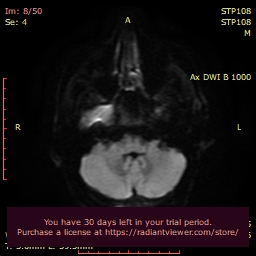 Im: 8/50
Se: 4
A
STP108
STP108
M
Ax DWI B 1000
R
L
You have 30 days left in your trial period.
Purchase a license at https://radiantviewer.com/store/